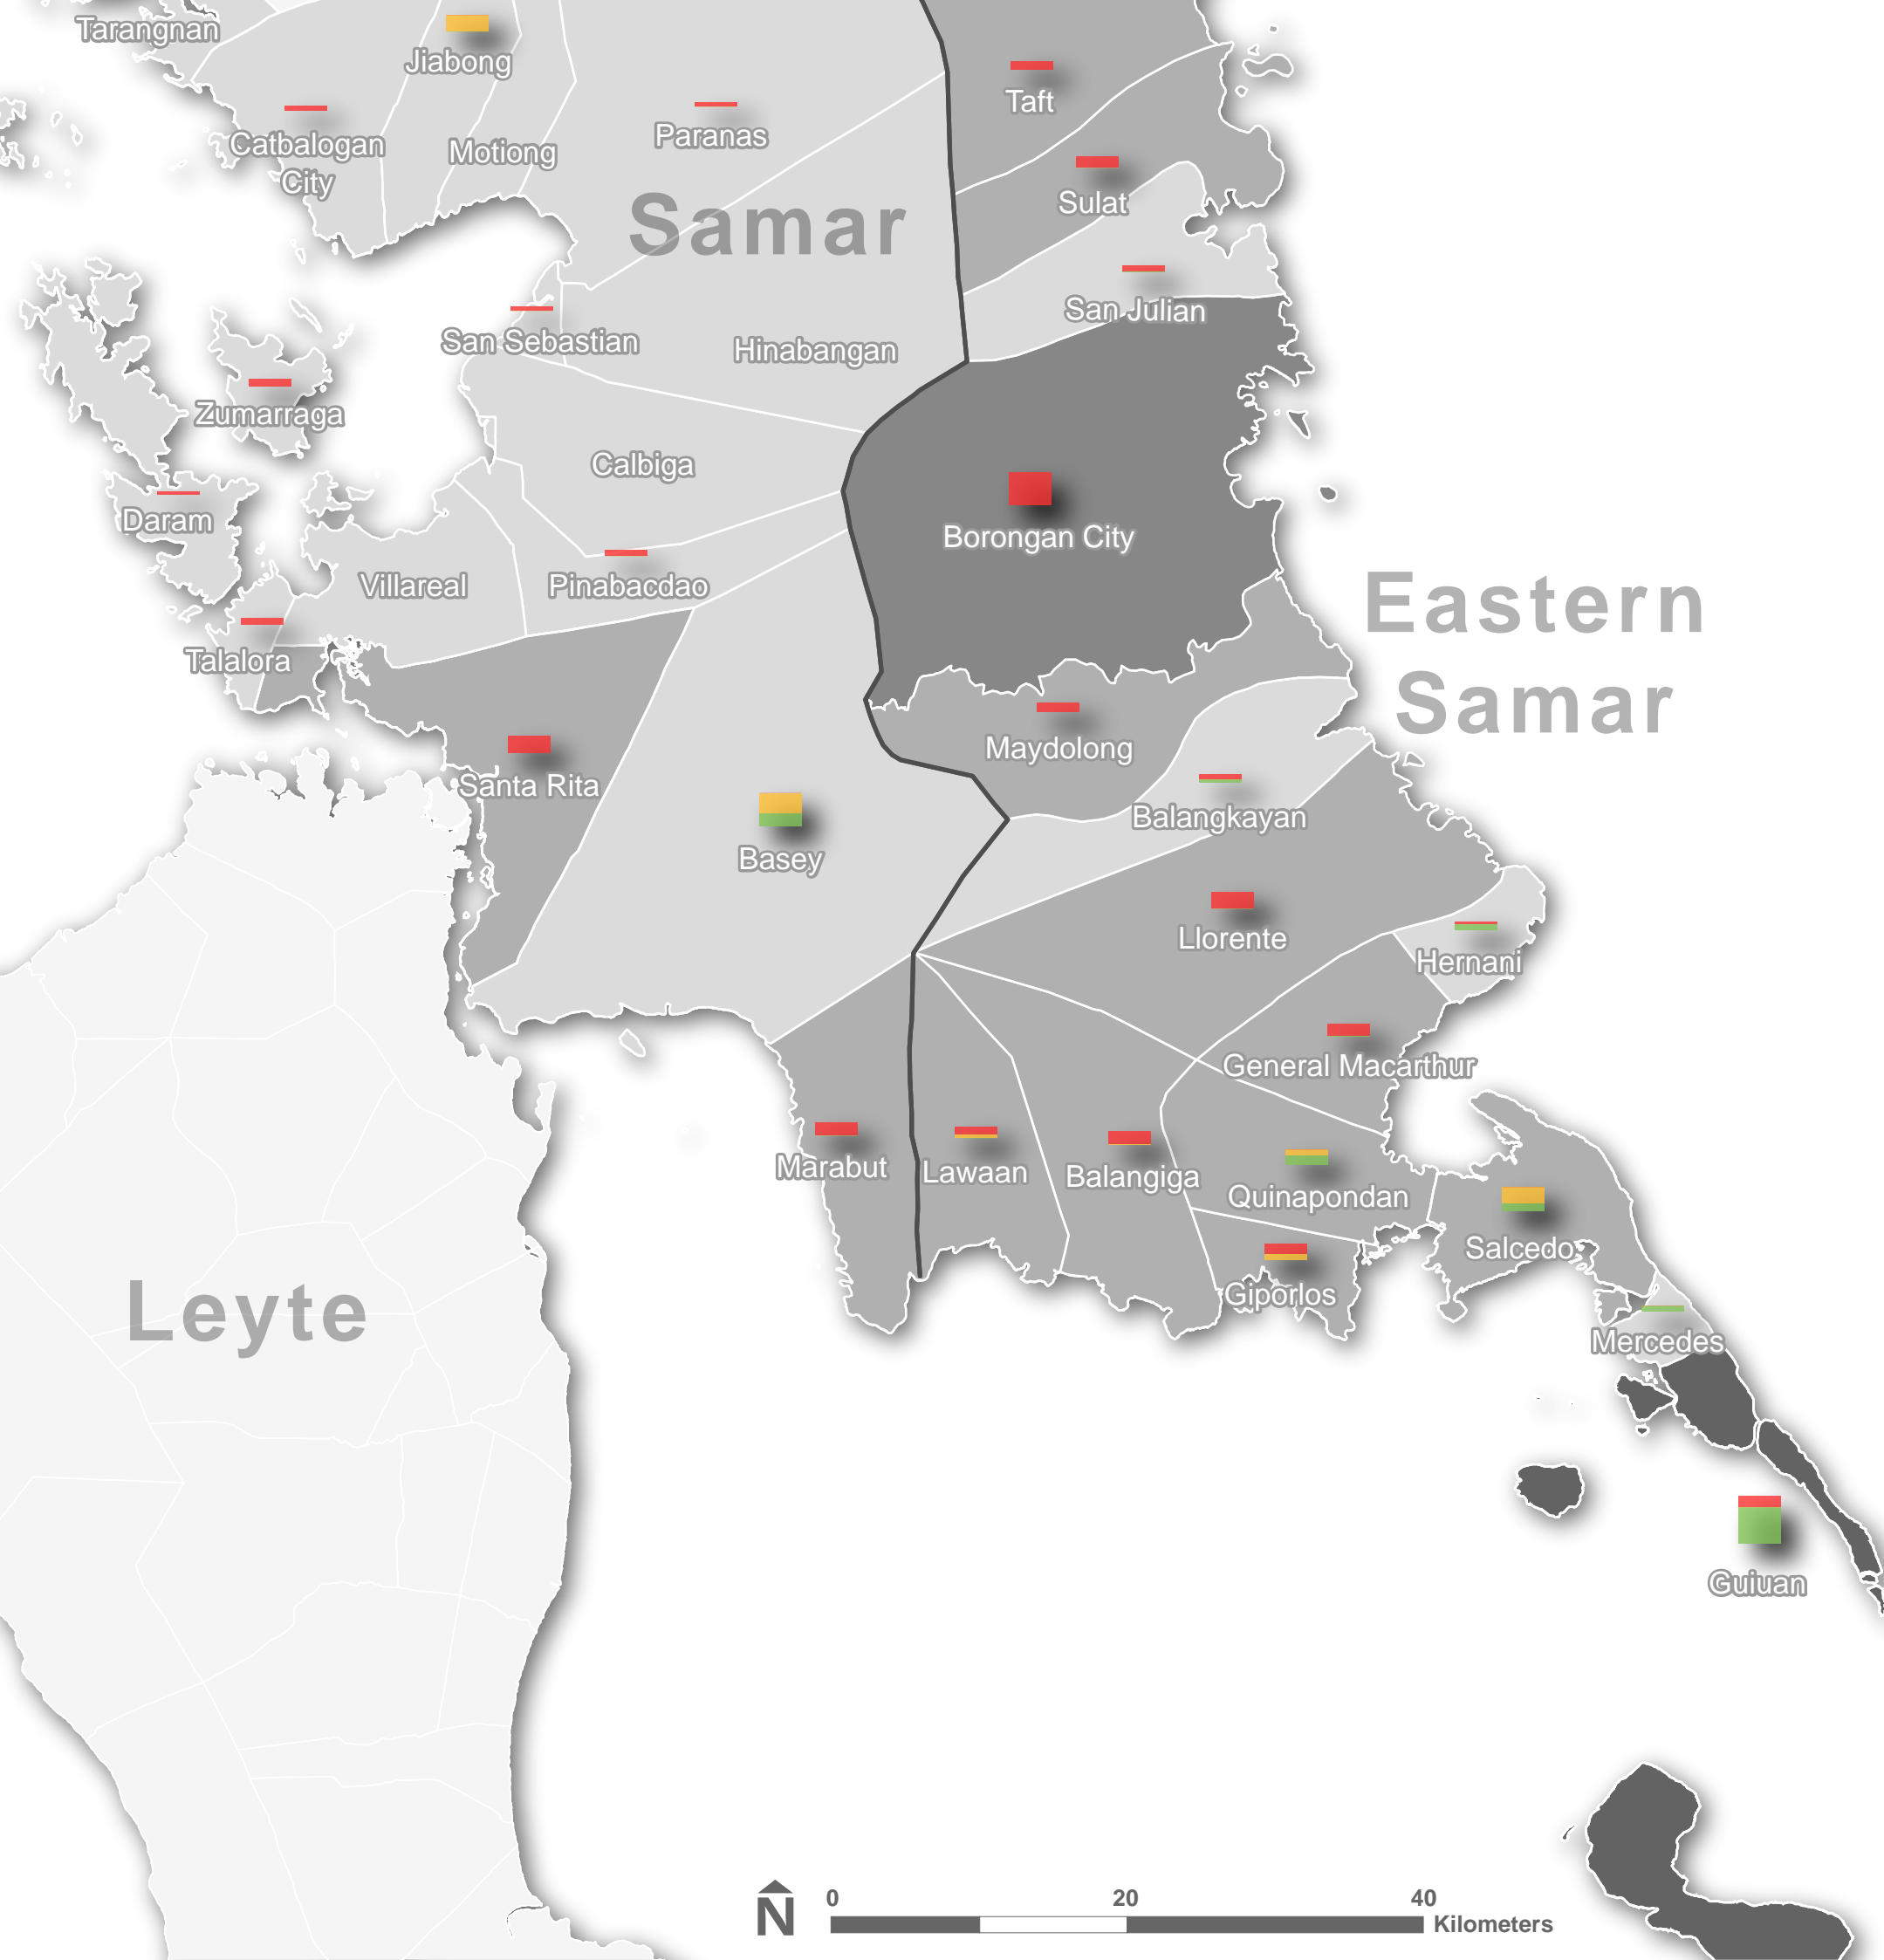 Tarangnan
Jiabong
Taft
Catbalogan
City
Motiong
Paranas
Sulat
Samar
San Julian
San Sebastian
Hinabangan
Zumarraga
Calbiga
Daram
Borongan City
Villareal
Pinabacdao
Eastern
Samar
Talalora
Maydolong
Santa Rita
Balangkayan
Basey
Llorente
Hernani
General Macarthur
Marabut
Lawaan
Balangiga
Quinapondan
Salcedo
Giporlos
Leyte
Mercedes
Guiuan
N
0 20 40
Kilometers